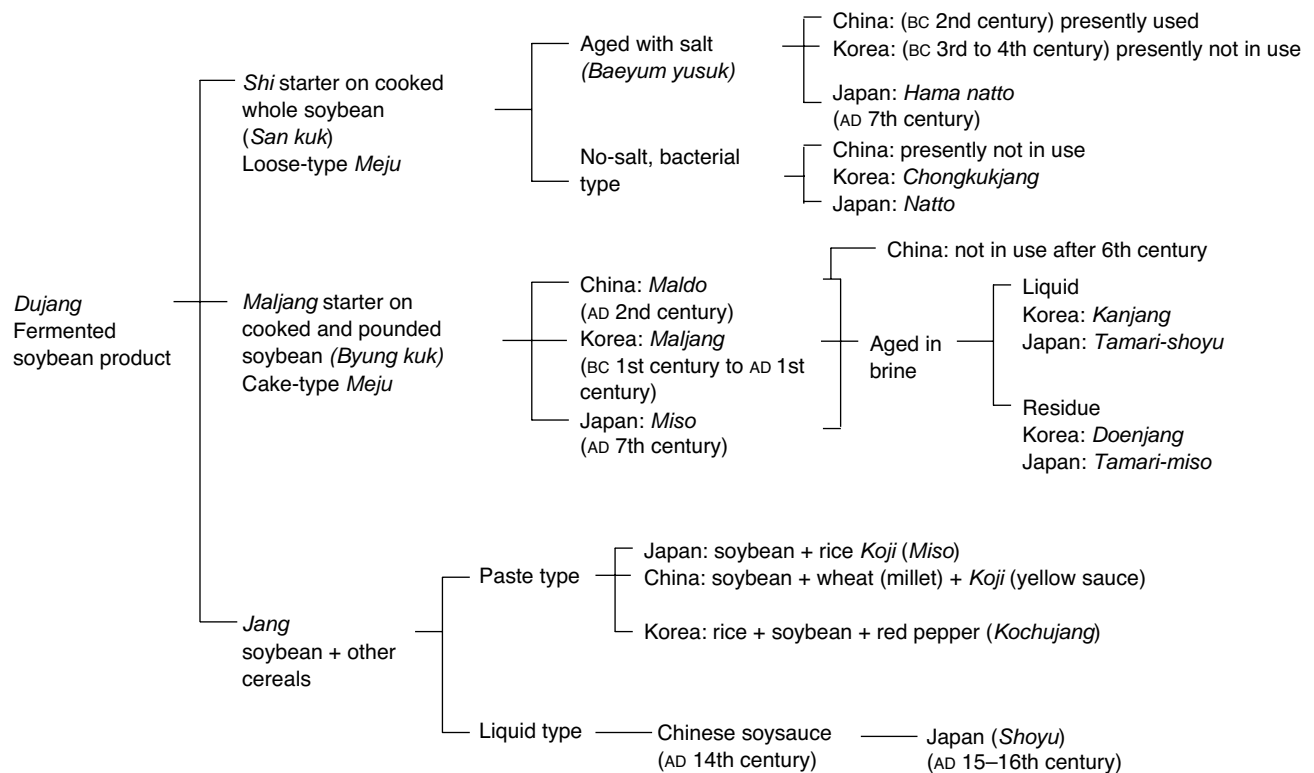 Dujang
Fermented
soybean product
Shi starter on cooked
whole soybean
(San kuk)
Loose-type Meju
Aged with salt
(Baeyum yusuk)
China: (BC 2nd century) presently used
Korea: (BC 3rd to 4th century) presently not in use
Japan: Hama natto
(AD 7th century)
No-salt, bacterial
type
China: presently not in use
Korea: Chongkukjang
Japan: Natto
Maljang starter on
cooked and pounded
soybean (Byung kuk)
Cake-type Meju
China: Maldo
(AD 2nd century)
Korea: Maljang
(BC 1st century to AD 1st
century)
Japan: Miso
(AD 7th century)
China: not in use after 6th century
Aged in
brine
Liquid
Korea: Kanjang
Japan: Tamari-shoyu
Residue
Korea: Doenjang
Japan: Tamari-miso
Jang
soybean + other
cereals
Paste type
Japan: soybean + rice Koji (Miso)
China: soybean + wheat (millet) + Koji (yellow sauce)
Korea: rice + soybean + red pepper (Kochujang)
Liquid type
Chinese soysauce
(AD 14th century)
Japan (Shoyu)
(AD 15–16th century)